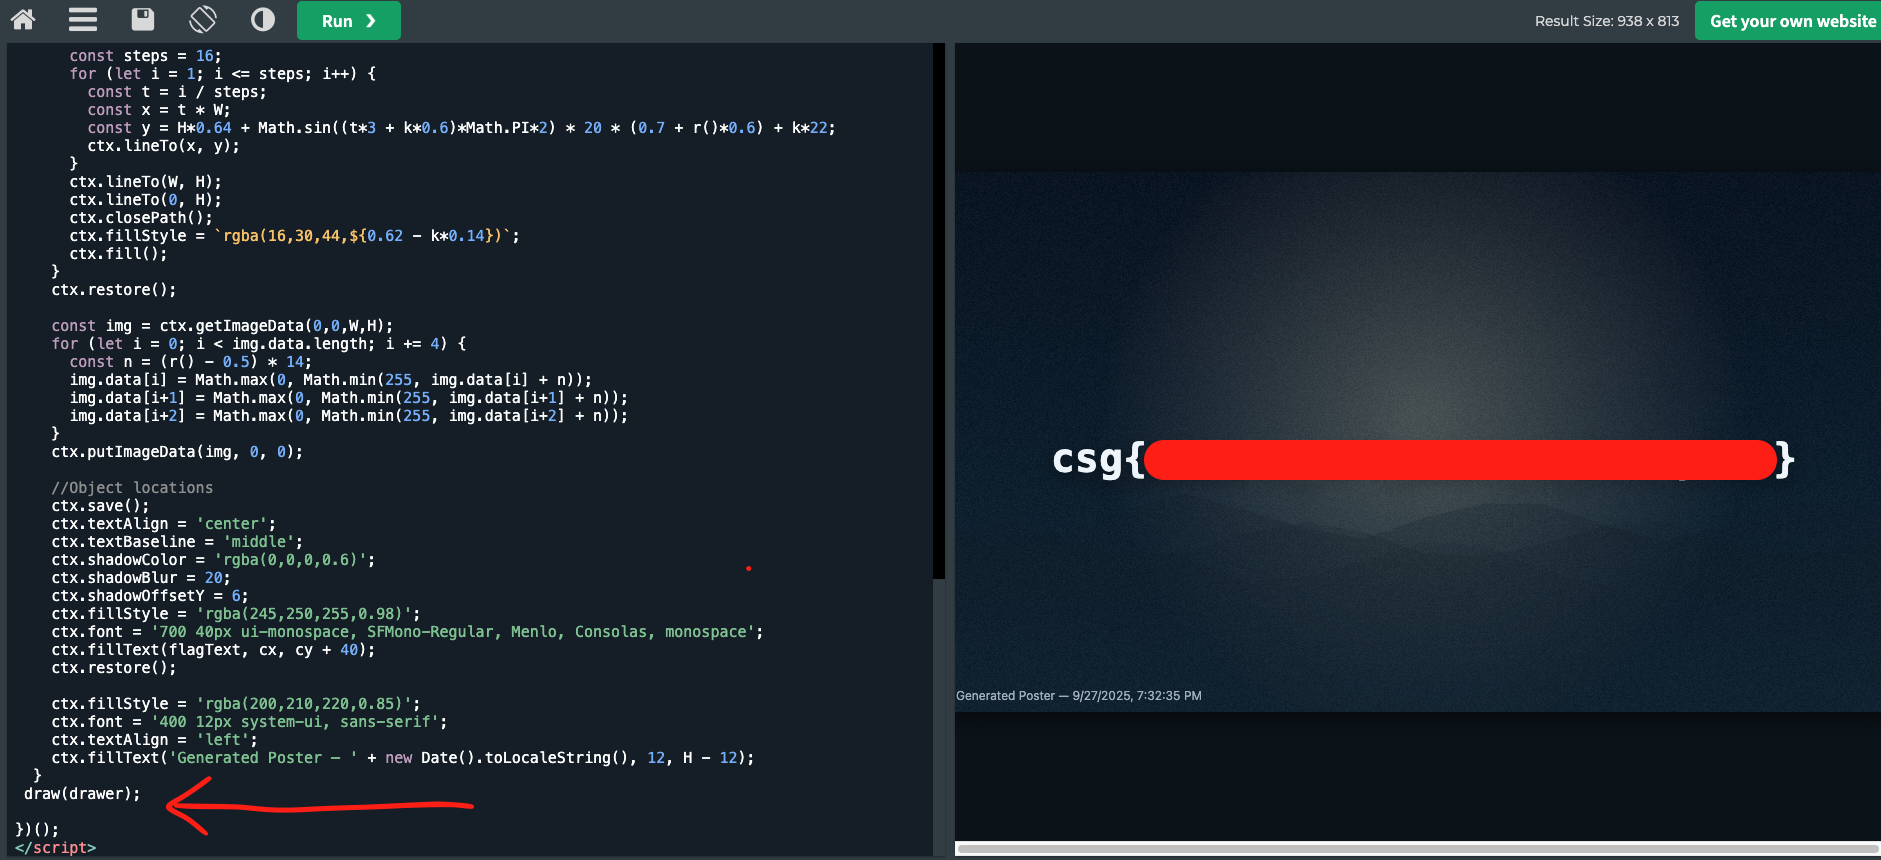 Run ❯
Result Size: 938 x 813
Get your own website
const steps = 16;
for (let i = 1; i <= steps; i++) {
const t = i / steps;
const x = t * W;
const y = H*0.64 + Math.sin((t*3 + k*0.6)*Math.PI*2) * 20 * (0.7 + r()*0.6) + k*22;
ctx.lineTo(x, y);
}
ctx.lineTo(W, H);
ctx.lineTo(0, H);
ctx.closePath();
ctx.fillStyle = `rgba(16,30,44,${0.62 - k*0.14})`;
ctx.fill();
}
ctx.restore();
const img = ctx.getImageData(0,0,W,H);
for (let i = 0; i < img.data.length; i += 4) {
const n = (r() - 0.5) * 14;
img.data[i] = Math.max(0, Math.min(255, img.data[i] + n));
img.data[i+1] = Math.max(0, Math.min(255, img.data[i+1] + n));
img.data[i+2] = Math.max(0, Math.min(255, img.data[i+2] + n));
}
ctx.putImageData(img, 0, 0);
//Object locations
ctx.save();
ctx.textAlign = 'center';
ctx.textBaseline = 'middle';
ctx.shadowColor = 'rgba(0,0,0,0.6)';
ctx.shadowBlur = 20;
ctx.shadowOffsetY = 6;
ctx.fillStyle = 'rgba(245,250,255,0.98)';
ctx.font = '700 40px ui-monospace, SFMono-Regular, Menlo, Consolas, monospace';
ctx.fillText(flagText, cx, cy + 40);
ctx.restore();
ctx.fillStyle = 'rgba(200,210,220,0.85)';
ctx.font = '400 12px system-ui, sans-serif';
ctx.textAlign = 'left';
ctx.fillText('Generated Poster — ' + new Date().toLocaleString(), 12, H - 12);
}
draw(drawer);
})();
</script>
csg{ }
Generated Poster — 9/27/2025, 7:32:35 PM